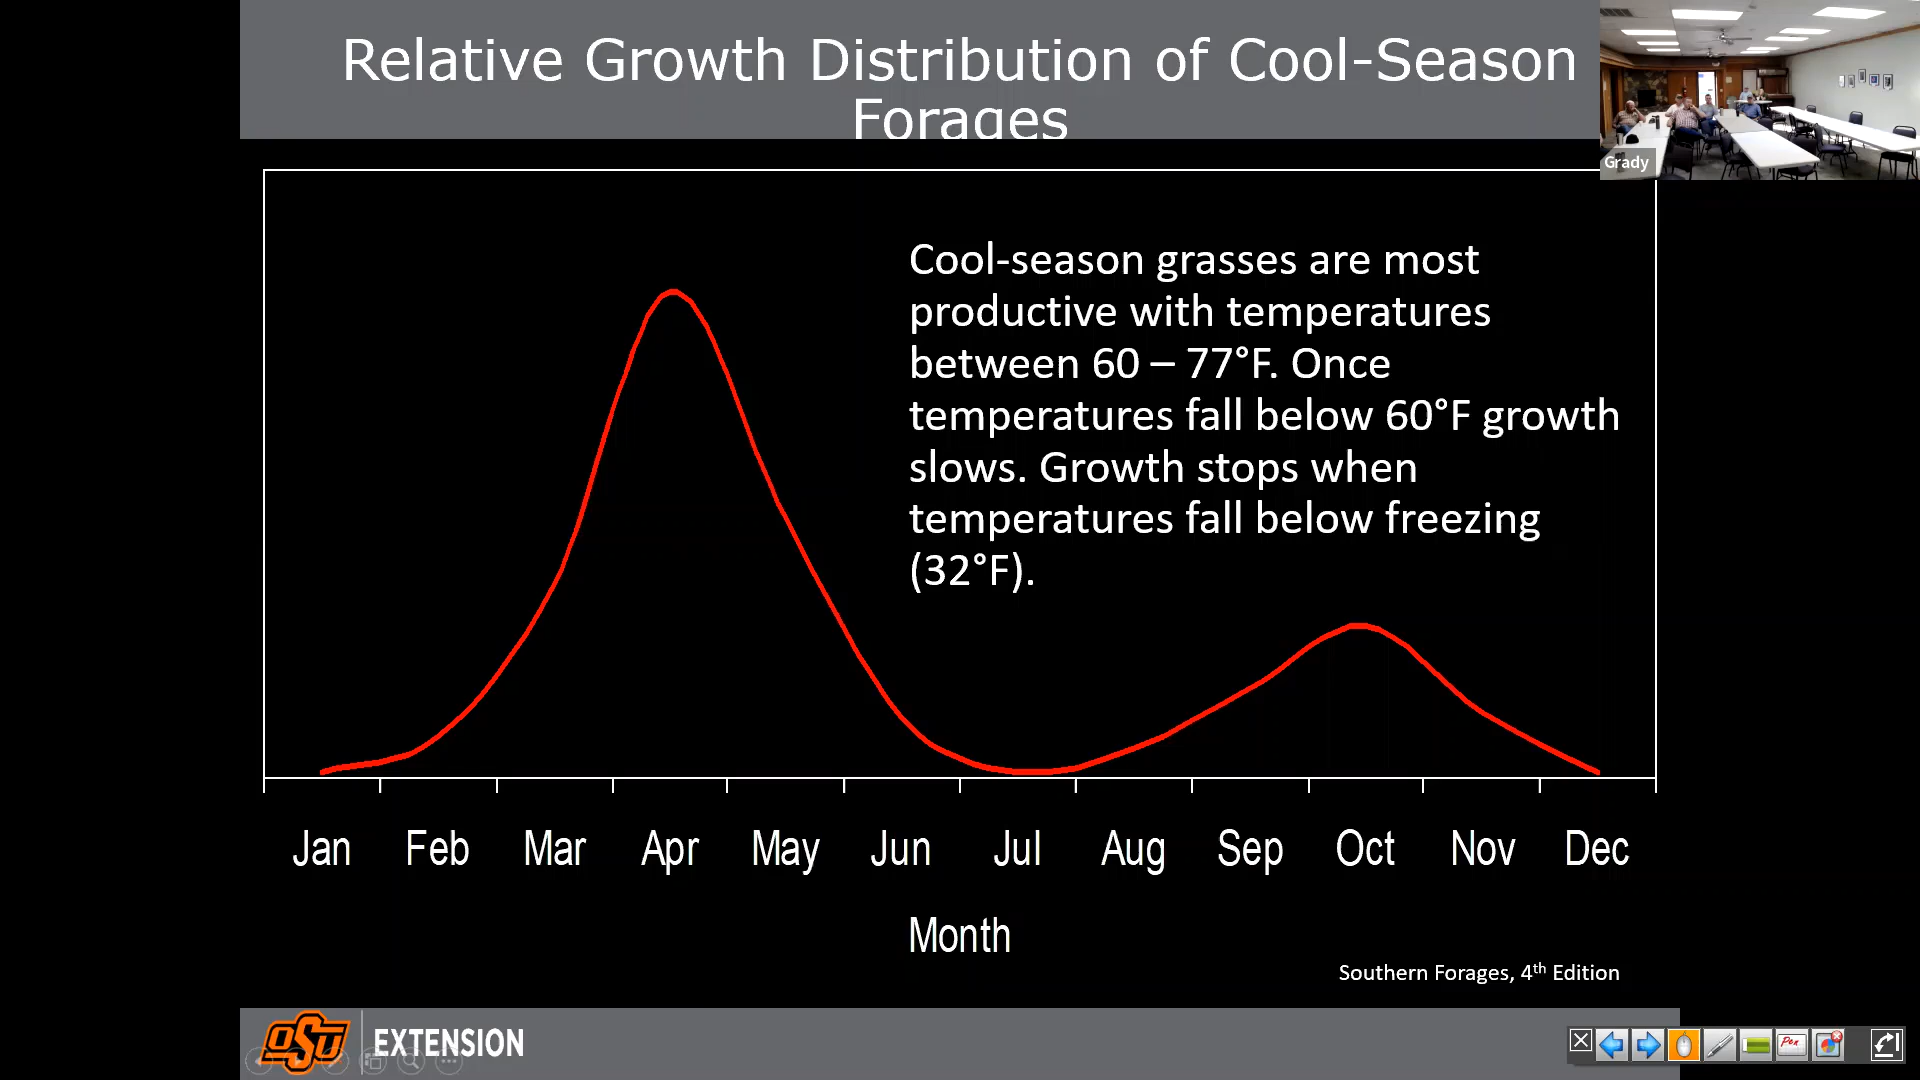 Relative Growth Distribution of Cool-Season
Forages
Grady
Cool-season grasses are most
productive with temperatures
between 60 – 77°F. Once
temperatures fall below 60°F growth
slows. Growth stops when
temperatures fall below freezing
(32°F).
Jan Feb Mar Apr May Jun Jul Aug Sep Oct Nov Dec
Month
Southern Forages, 4th Edition
OSU EXTENSION
Pen